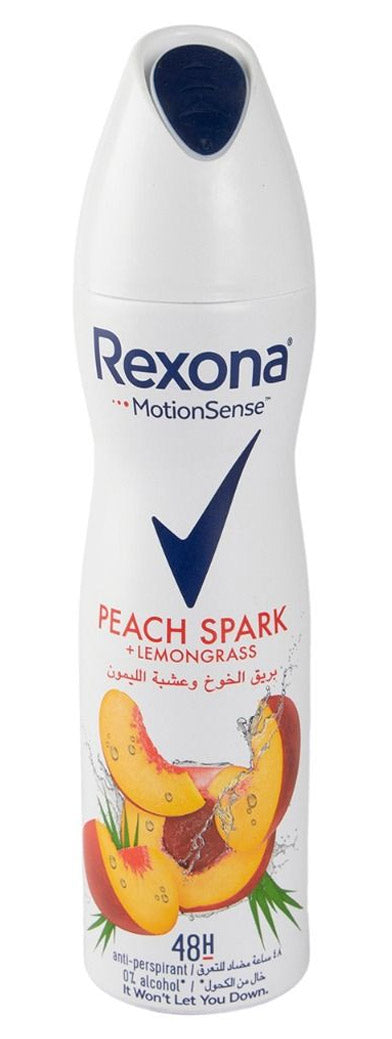 Rexona®
MotionSense™
PEACH SPARK
+ LEMONGRASS
بريق الخوخ وعشبة الليمون
48H
anti-perspirant / ٤٨ ساعة مضاد للتعرق
0% alcohol* / *خال من الكحول
It Won't Let You Down.